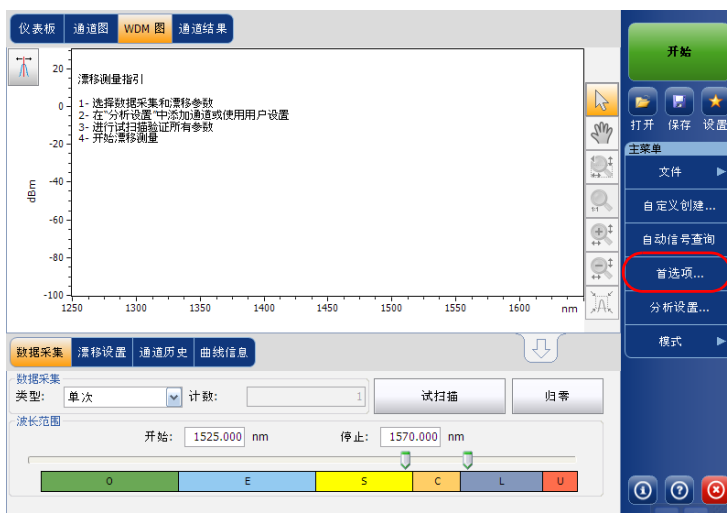 仪表板 通道图 WDM 图 通道结果
20
0
-20
-40
-60
-80
-100
dBm
漂移测量指引
1- 选择数据采集和漂移参数
2- 在"分析设置"中添加通道或使用用户设置
3- 进行试扫描验证所有参数
4- 开始漂移测量
1250 1300 1350 1400 1450 1500 1550 1600 nm
1:1
数据采集 漂移设置 通道历史 曲线信息
数据采集
类型: 单次 计数: 1 试扫描 归零
波长范围
开始: 1525.000 nm 停止: 1570.000 nm
O E S C L U
开始
打开 保存 设置
主菜单
文件
自定义创建...
自动信号查询
首选项...
分析设置...
模式